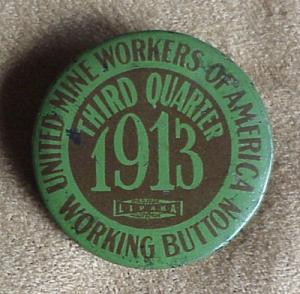 UNITED MINE WORKERS OF AMERICA
THIRD QUARTER
1913
WORKING BUTTON